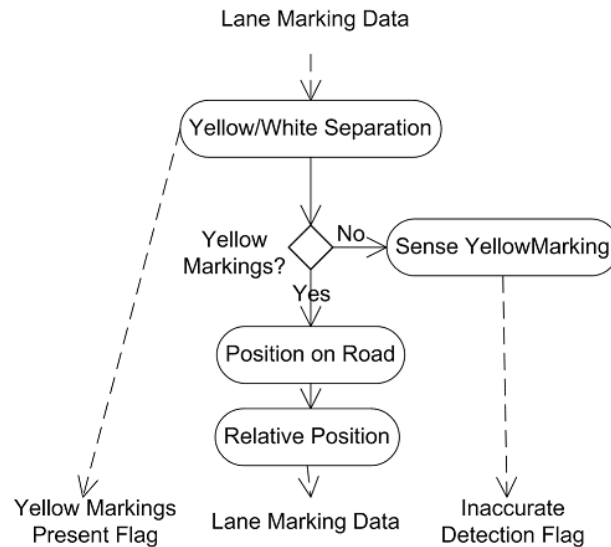 Lane Marking Data
Yellow/White Separation
Yellow
Markings?
No
Sense YellowMarking
Yes
Position on Road
Relative Position
Yellow Markings
Present Flag
Lane Marking Data
Inaccurate
Detection Flag